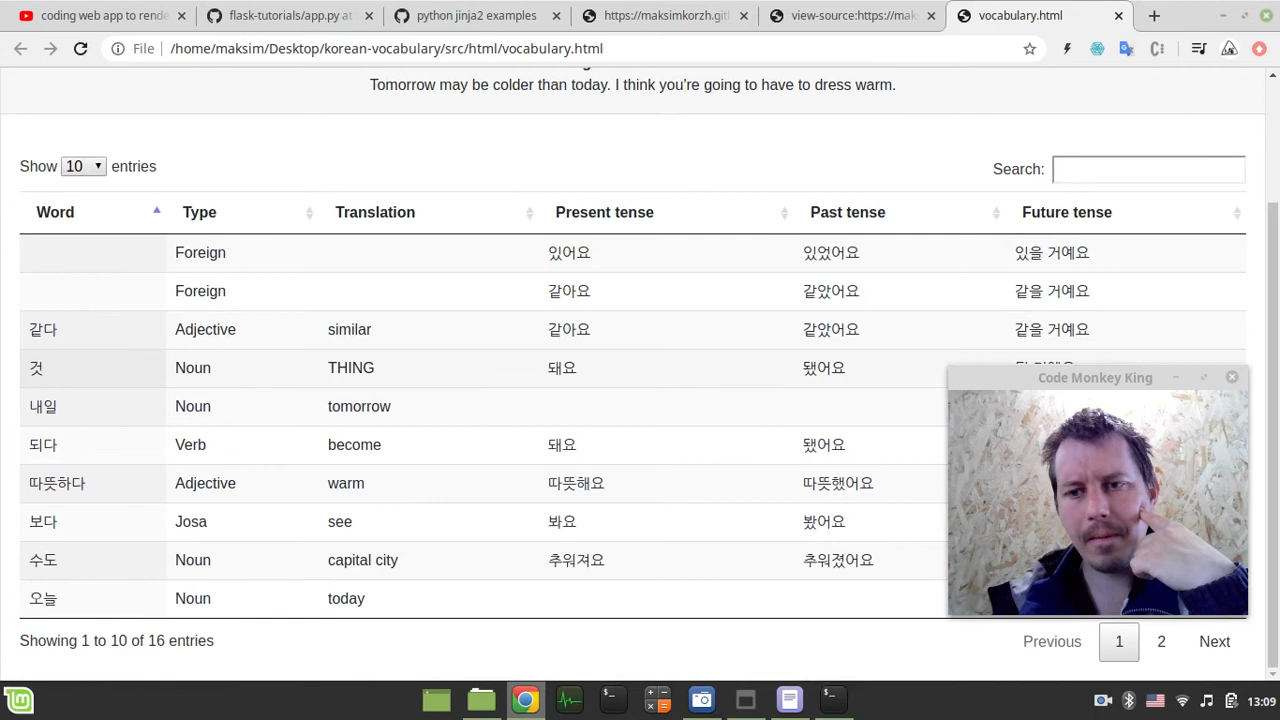 coding web app to rende
flask-tutorials/app.py at
python jinja2 examples
https://maksimkorzh.git
view-source:https://mak
vocabulary.html
File /home/maksim/Desktop/korean-vocabulary/src/html/vocabulary.html
Tomorrow may be colder than today. I think you're going to have to dress warm.
Show 10 entries
Search:
Word Type Translation Present tense Past tense Future tense
Foreign 있어요 있었어요 있을 거예요
Foreign 같아요 같았어요 같을 거예요
같다 Adjective similar 같아요 같았어요 같을 거예요
것 Noun THING 돼요 됐어요
내일 Noun tomorrow
되다 Verb become 돼요 됐어요
따뜻하다 Adjective warm 따뜻해요 따뜻했어요
보다 Josa see 봐요 봤어요
수도 Noun capital city 추워져요 추워졌어요
오늘 Noun today
Code Monkey King
Showing 1 to 10 of 16 entries
Previous 1 2 Next
13:09